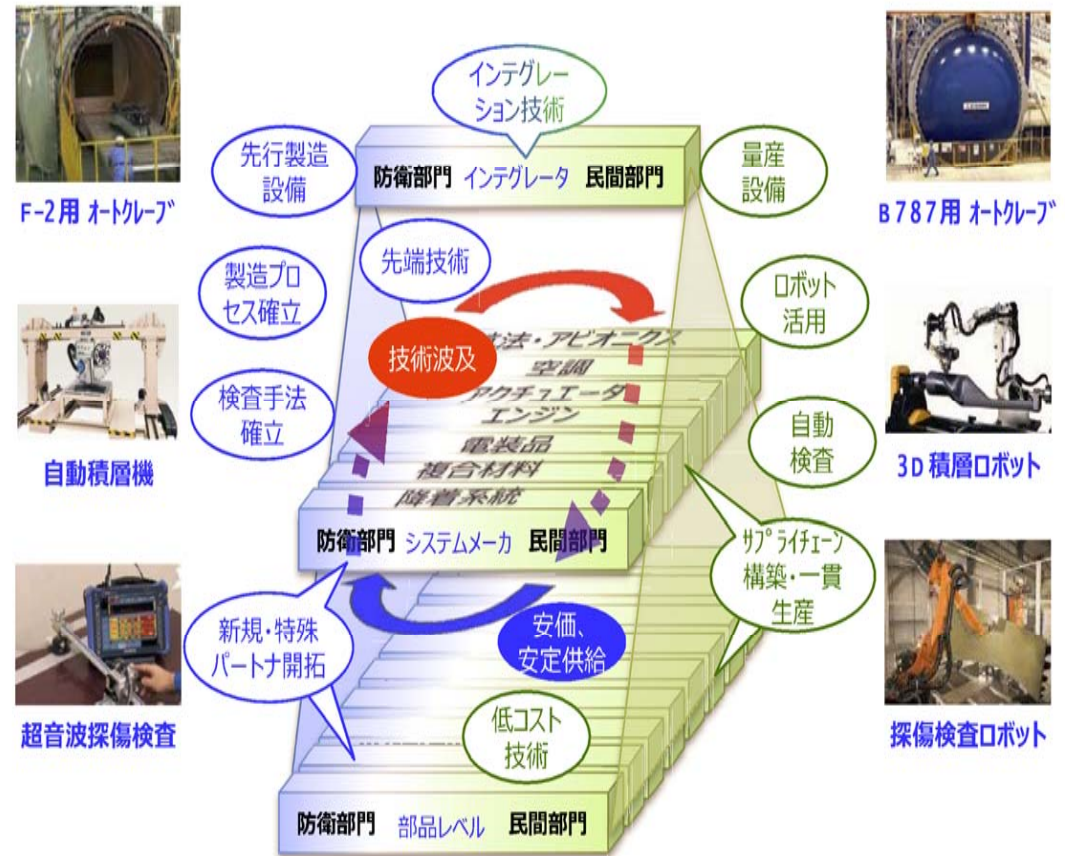 インテグレー
ション技術
先行製造
設備
防衛部門 インテグレータ 民間部門
量産
設備
F-2用 オートクレーブ
B787用 オートクレーブ
先端技術
製造プロ
セス確立
ロボット
活用
技術波及
法・アビオニクス
空調
アクチュエータ
エンジン
電装品
複合材料
降着系統
検査手法
確立
自動
検査
自動積層機
3D積層ロボット
防衛部門 システムメーカ 民間部門
サプライチェーン
構築・一貫
生産
新規・特殊
パートナ開拓
安価、
安定供給
低コスト
技術
超音波探傷検査
探傷検査ロボット
防衛部門 部品レベル 民間部門